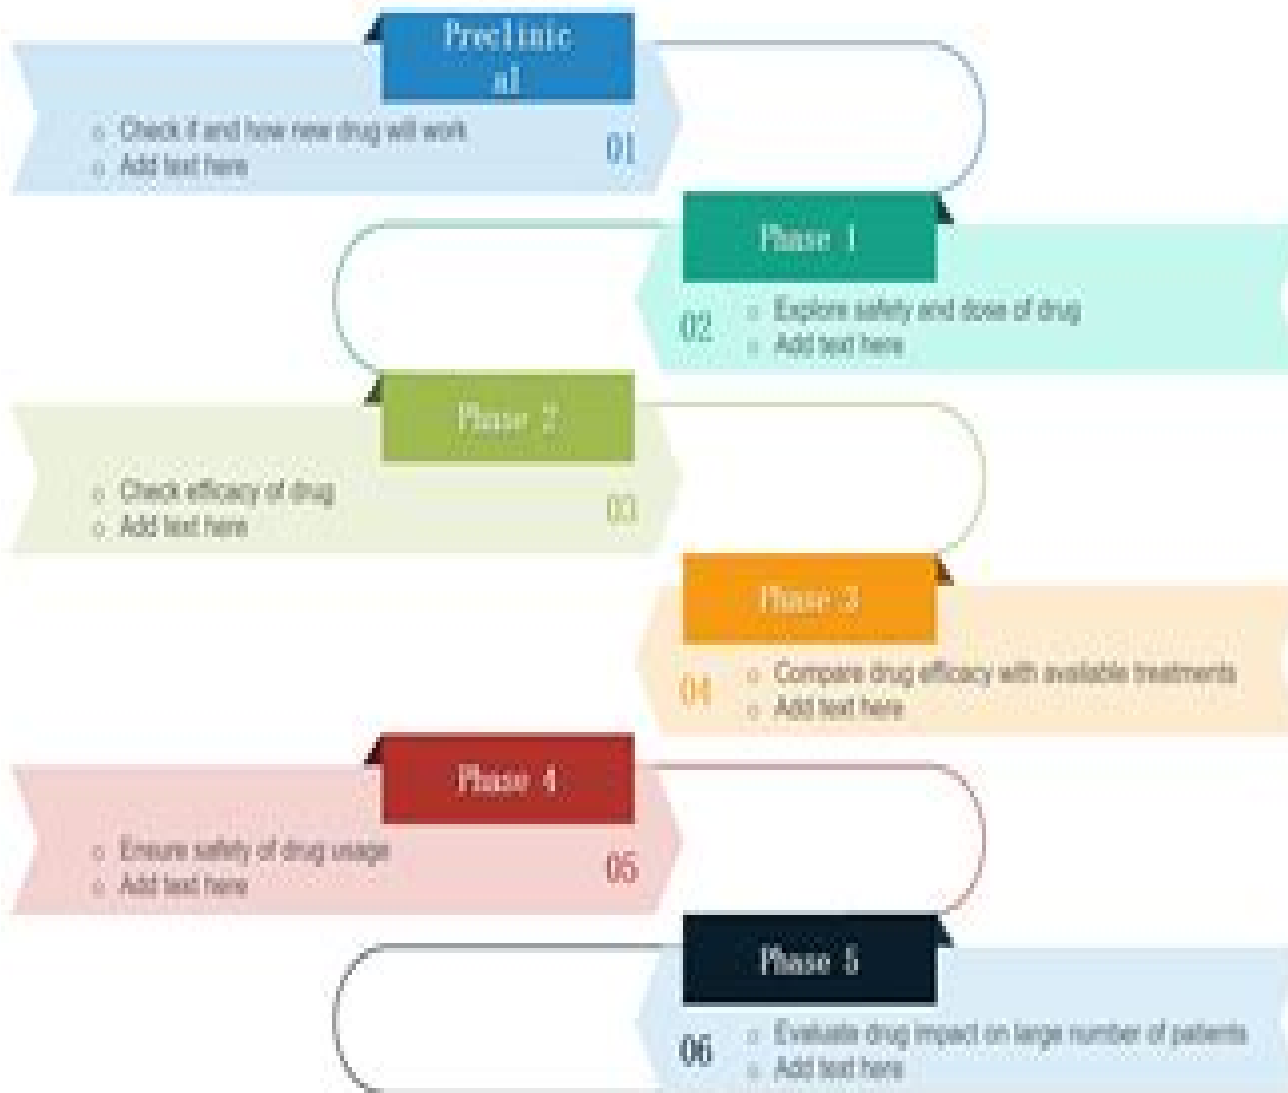 Preclinic
al
○ Check if and how new drug will work
○ Add text here
01
Phase 1
02
○ Explore safety and dose of drug
○ Add text here
Phase 2
○ Check efficacy of drug
○ Add text here
03
Phase 3
04
○ Compare drug efficacy with available treatments
○ Add text here
Phase 4
○ Ensure safety of drug usage
○ Add text here
05
Phase 5
06
○ Evaluate drug impact on large number of patients
○ Add text here